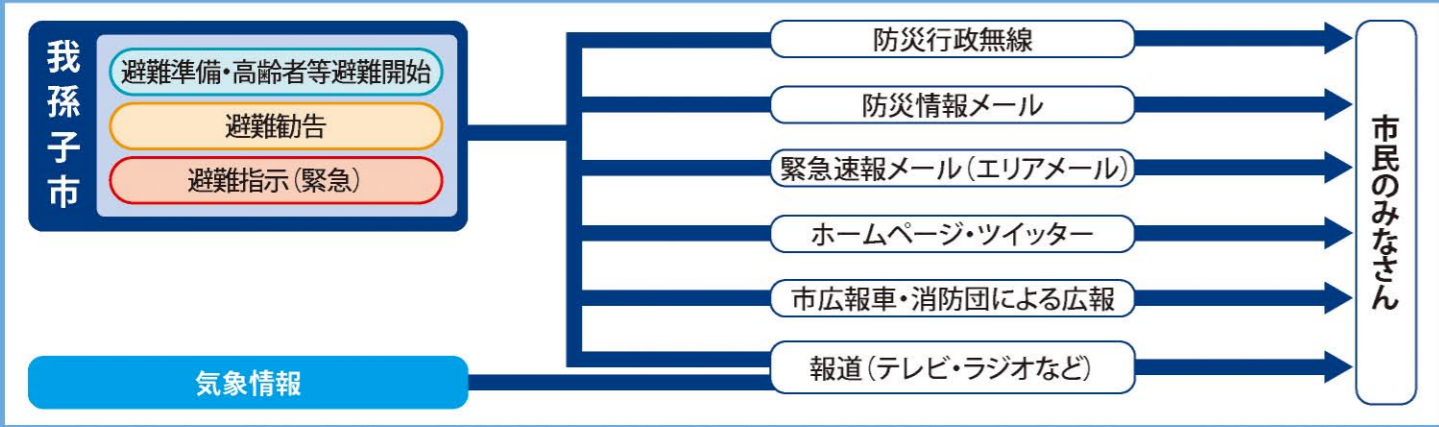 我孫子市
避難準備・高齢者等避難開始
避難勧告
避難指示（緊急）
気象情報
防災行政無線
防災情報メール
緊急速報メール（エリアメール）
ホームページ・ツイッター
市広報車・消防団による広報
報道（テレビ・ラジオなど）
市民のみなさん